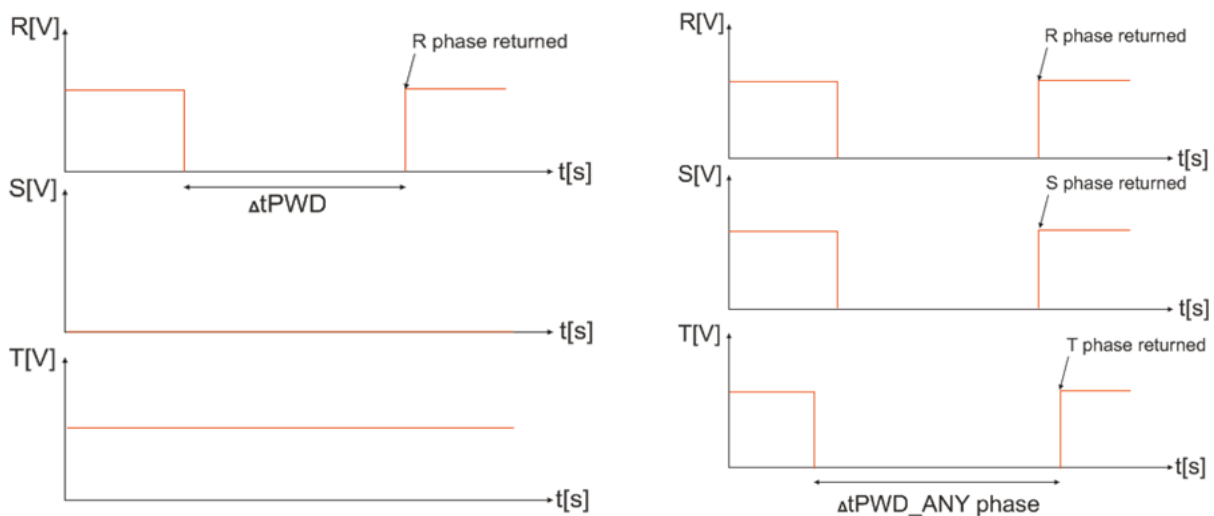 R[V]
R phase returned
t[s]
ΔtPWD
S[V]
t[s]
T[V]
t[s]
R[V]
R phase returned
t[s]
S[V]
S phase returned
t[s]
T[V]
T phase returned
t[s]
ΔtPWD_ANY phase